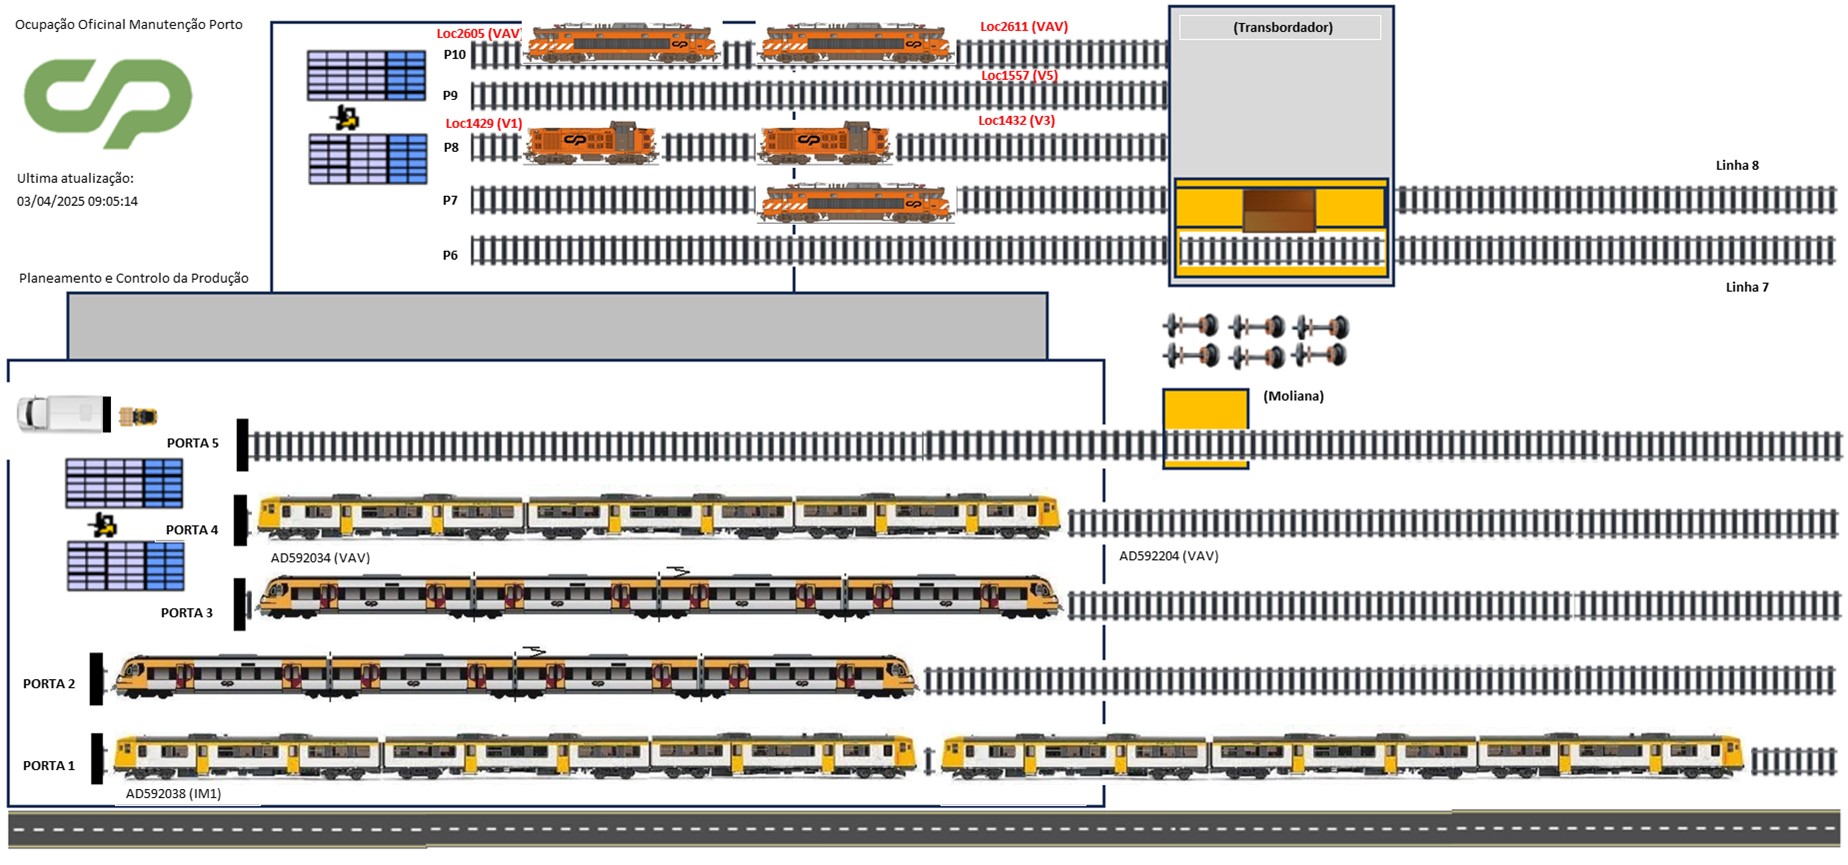 Ocupação Oficinal Manutenção Porto
Loc2605 (VAV)
Loc2611 (VAV)
(Transbordador)
P10
Loc1557 (V5)
P9
Loc1429 (V1)
Loc1432 (V3)
P8
Linha 8
Ultima atualização:
03/04/2025 09:05:14
P7
P6
Planeamento e Controlo da Produção
Linha 7
(Moliana)
PORTA 5
PORTA 4
AD592034 (VAV)
AD592204 (VAV)
PORTA 3
PORTA 2
PORTA 1
AD592038 (IM1)